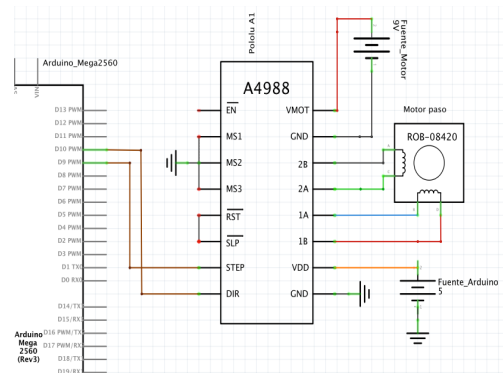 Pololu A1
Fuente_Motor
9V
Arduino_Mega2560
VIN
A4988
Motor paso
ROB-08420
D13 PWM
D12 PWM
D11 PWM
D10 PWM
D9 PWM
D8 PWM
D7 PWM
D6 PWM
D5 PWM
D4 PWM
D2 PWM
D3 PWM
D1 TX0
D0 RX0
D14/TX
D15/RX
D16 PWM/TX
D17 PWM/RX
D18/TX
D19/RX
EN
MS1
MS2
MS3
RST
SLP
STEP
DIR
VMOT
GND
2B
2A
1A
1B
VDD
GND
Fuente_Arduino
5
Arduino
Mega
2560
(Rev3)